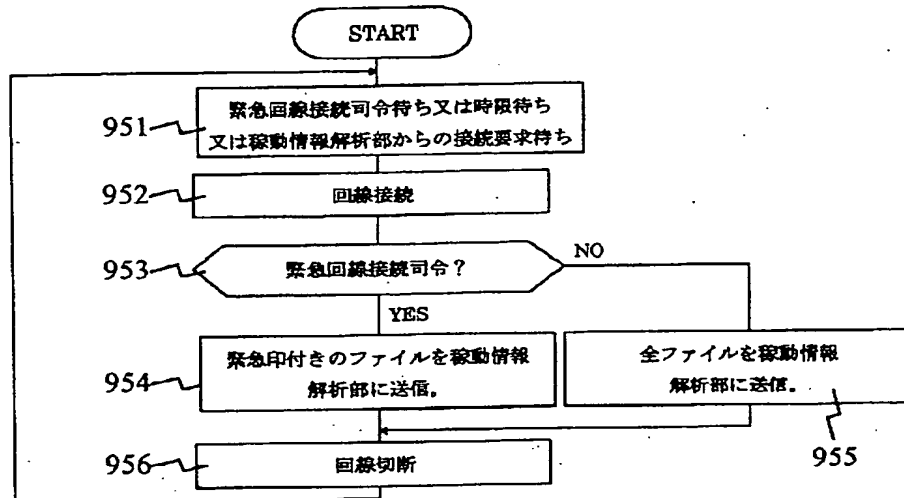 START
951
緊急回線接続司令待ち又は時限待ち
又は稼動情報解析部からの接続要求待ち
952
回線接続
953
緊急回線接続司令?
NO
YES
954
緊急印付きのファイルを稼動情報
解析部に送信。
全ファイルを稼動情報
解析部に送信。
955
956
回線切断